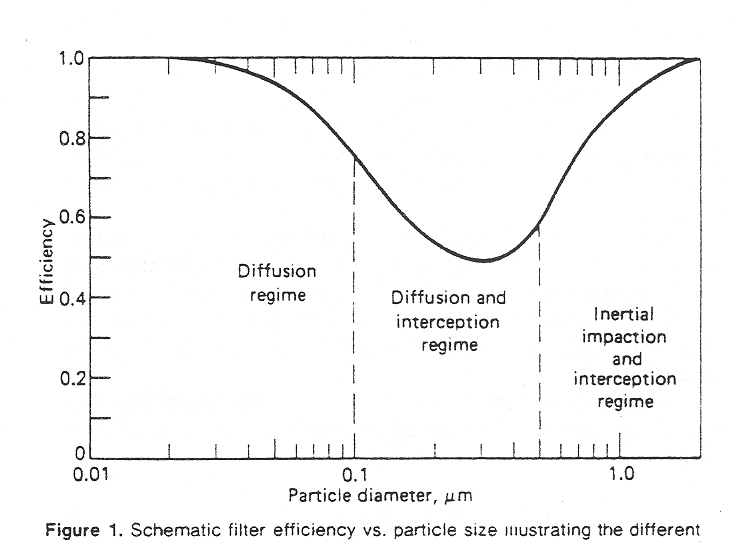 1.0
0.8
0.6
0.4
0.2
0
Efficiency
Diffusion
regime
Diffusion and
interception
regime
Inertial
impaction
and
interception
regime
0.01
0.1
1.0
Particle diameter, μm
Figure 1. Schematic filter efficiency vs. particle size illustrating the different